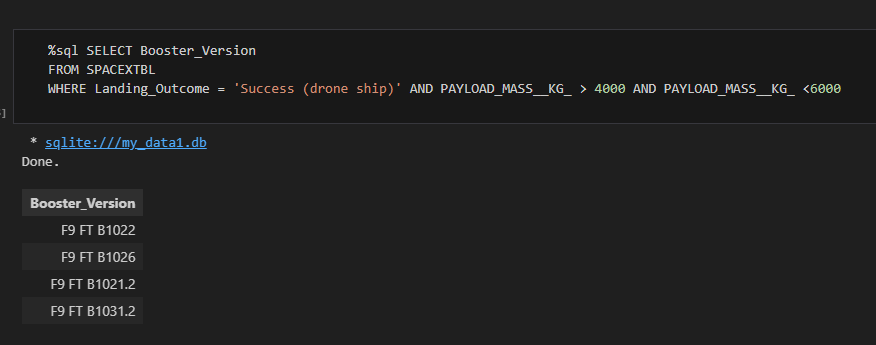 %sql SELECT Booster_Version
FROM SPACEXTBL
WHERE Landing_Outcome = 'Success (drone ship)' AND PAYLOAD_MASS__KG_ > 4000 AND PAYLOAD_MASS__KG_ <6000
]
* sqlite:///my_data1.db
Done.
Booster_Version
F9 FT B1022
F9 FT B1026
F9 FT B1021.2
F9 FT B1031.2